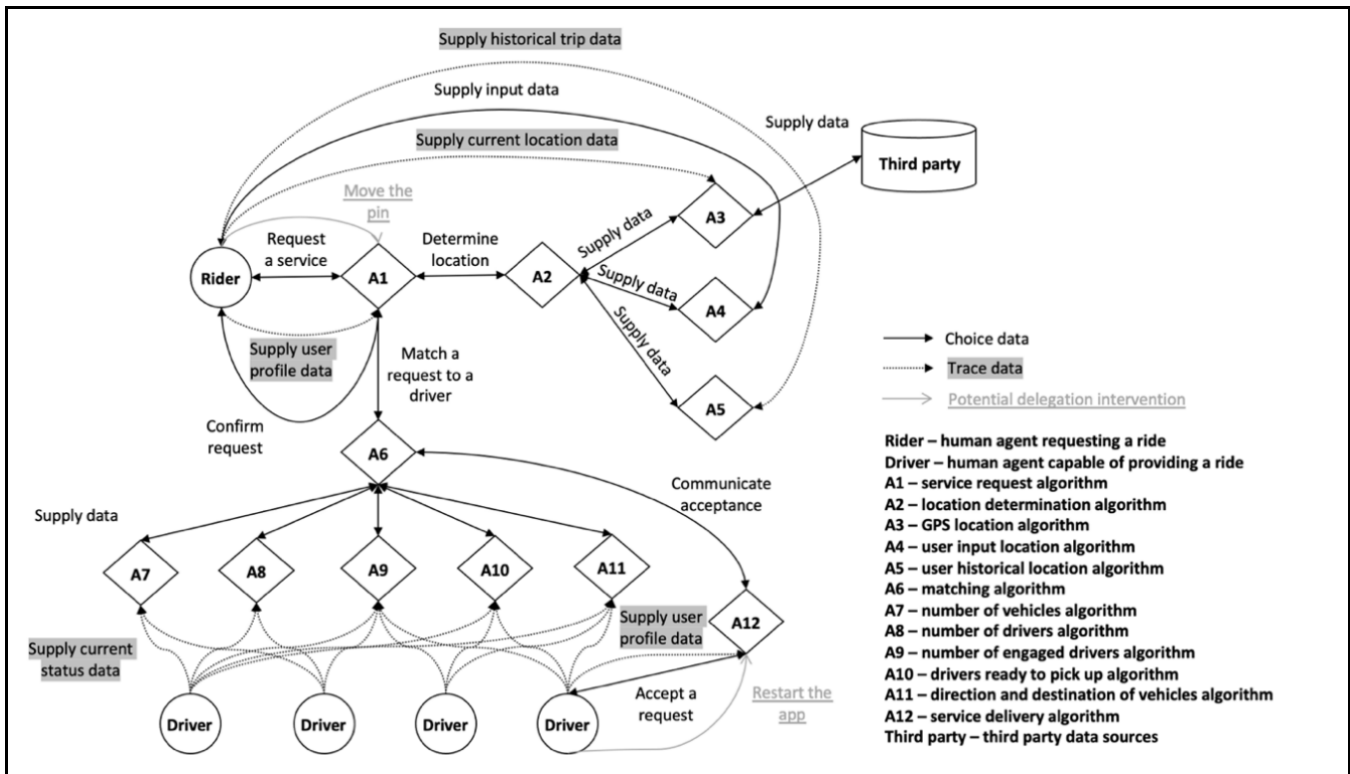 Supply historical trip data
Supply input data
Supply data
Supply current location data
Third party
Move the
pin
A3
Supply data
Request
a service
Determine
location
Rider
A1
A2
Supply data
A4
Supply data
Supply user
profile data
Match a
request to a
driver
A5
Confirm
request
A6
Communicate
acceptance
Supply data
A7
A8
A9
A10
A11
Supply user
profile data
A12
Supply current
status data
Driver
Driver
Driver
Driver
Accept a
request
Restart the
app
Choice data
Trace data
Potential delegation intervention
Rider – human agent requesting a ride
Driver – human agent capable of providing a ride
A1 – service request algorithm
A2 – location determination algorithm
A3 – GPS location algorithm
A4 – user input location algorithm
A5 – user historical location algorithm
A6 – matching algorithm
A7 – number of vehicles algorithm
A8 – number of drivers algorithm
A9 – number of engaged drivers algorithm
A10 – drivers ready to pick up algorithm
A11 – direction and destination of vehicles algorithm
A12 – service delivery algorithm
Third party – third party data sources